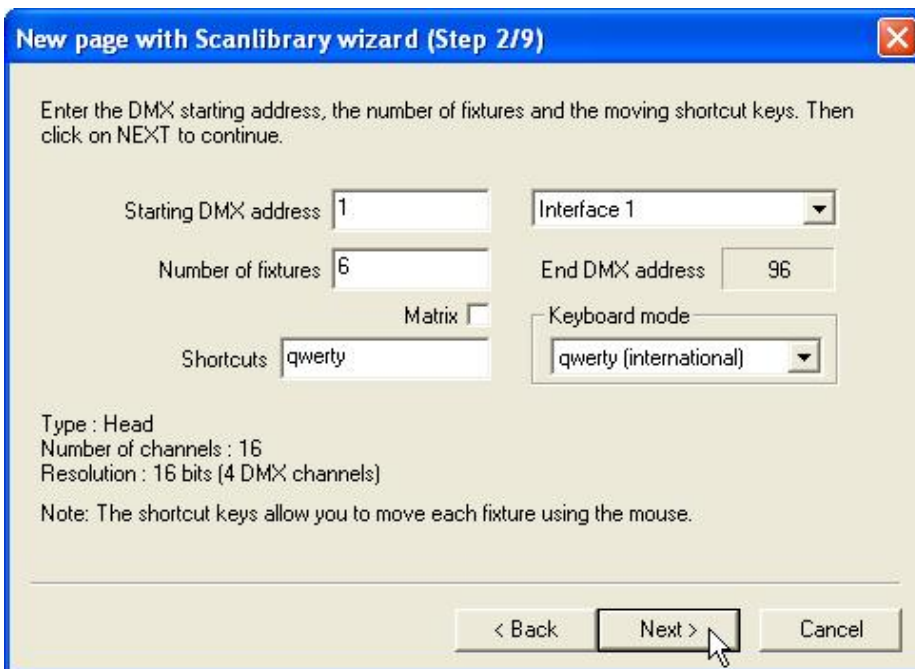 New page with Scanlibrary wizard (Step 2/9)
Enter the DMX starting address, the number of fixtures and the moving shortcut keys. Then
click on NEXT to continue.
Starting DMX address 1 Interface 1
Number of fixtures 6 End DMX address 96
Matrix Keyboard mode
Shortcuts qwerty qwerty (international)
Type : Head
Number of channels : 16
Resolution : 16 bits (4 DMX channels)
Note: The shortcut keys allow you to move each fixture using the mouse.
< Back Next > Cancel